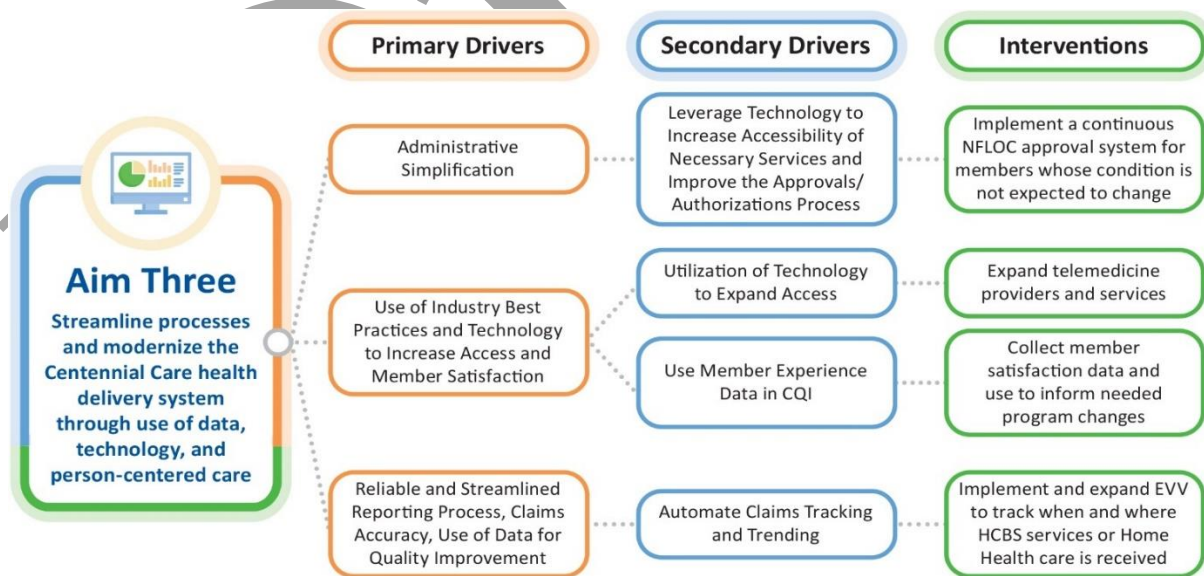 Primary Drivers
Secondary Drivers
Interventions
Aim Three
Streamline processes
and modernize the
Centennial Care health
delivery system
through use of data,
technology, and
person-centered care
Administrative
Simplification
Leverage Technology to
Increase Accessibility of
Necessary Services and
Improve the Approvals/
Authorizations Process
Implement a continuous
NFLOC approval system for
members whose condition is
not expected to change
Use of Industry Best
Practices and Technology
to Increase Access and
Member Satisfaction
Utilization of Technology
to Expand Access
Expand telemedicine
providers and services
Use Member Experience
Data in CQI
Collect member
satisfaction data and
use to inform needed
program changes
Reliable and Streamlined
Reporting Process, Claims
Accuracy, Use of Data for
Quality Improvement
Automate Claims Tracking
and Trending
Implement and expand EVV
to track when and where
HCBS services or Home
Health care is received